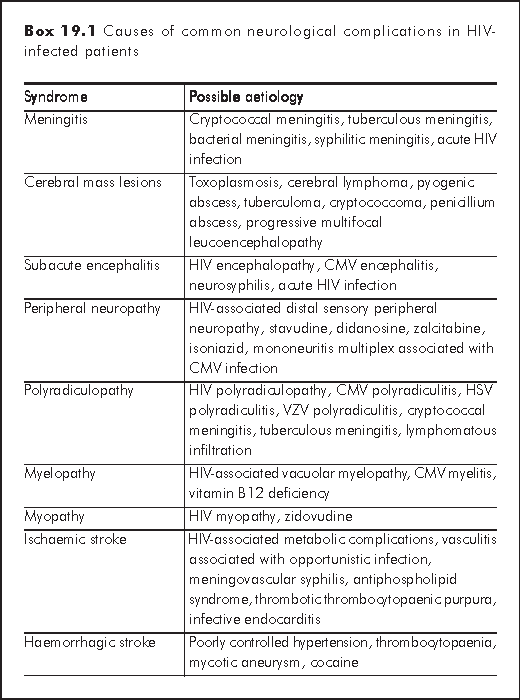 Box 19.1 Causes of common neurological complications in HIV-
infected patients
Syndrome Possible aetiology
Meningitis Cryptococcal meningitis, tuberculous meningitis,
bacterial meningitis, syphilitic meningitis, acute HIV
infection
Cerebral mass lesions Toxoplasmosis, cerebral lymphoma, pyogenic
abscess, tuberculoma, cryptococcoma, penicillium
abscess, progressive multifocal
leucoencephalopathy
Subacute encephalitis HIV encephalopathy, CMV encephalitis,
neurosyphilis, acute HIV infection
Peripheral neuropathy HIV-associated distal sensory peripheral
neuropathy, stavudine, didanosine, zalcitabine,
isoniazid, mononeuritis multiplex associated with
CMV infection
Polyradiculopathy HIV polyradiculopathy, CMV polyradiculitis, HSV
polyradiculitis, VZV polyradiculitis, cryptococcal
meningitis, tuberculous meningitis, lymphomatous
infiltration
Myelopathy HIV-associated vacuolar myelopathy, CMV myelitis,
vitamin B12 deficiency
Myopathy HIV myopathy, zidovudine
Ischaemic stroke HIV-associated metabolic complications, vasculitis
associated with opportunistic infection,
meningovascular syphilis, antiphospholipid
syndrome, thrombotic thrombocytopaenic purpura,
infective endocarditis
Haemorrhagic stroke Poorly controlled hypertension, thrombocytopaenia,
mycotic aneurysm, cocaine